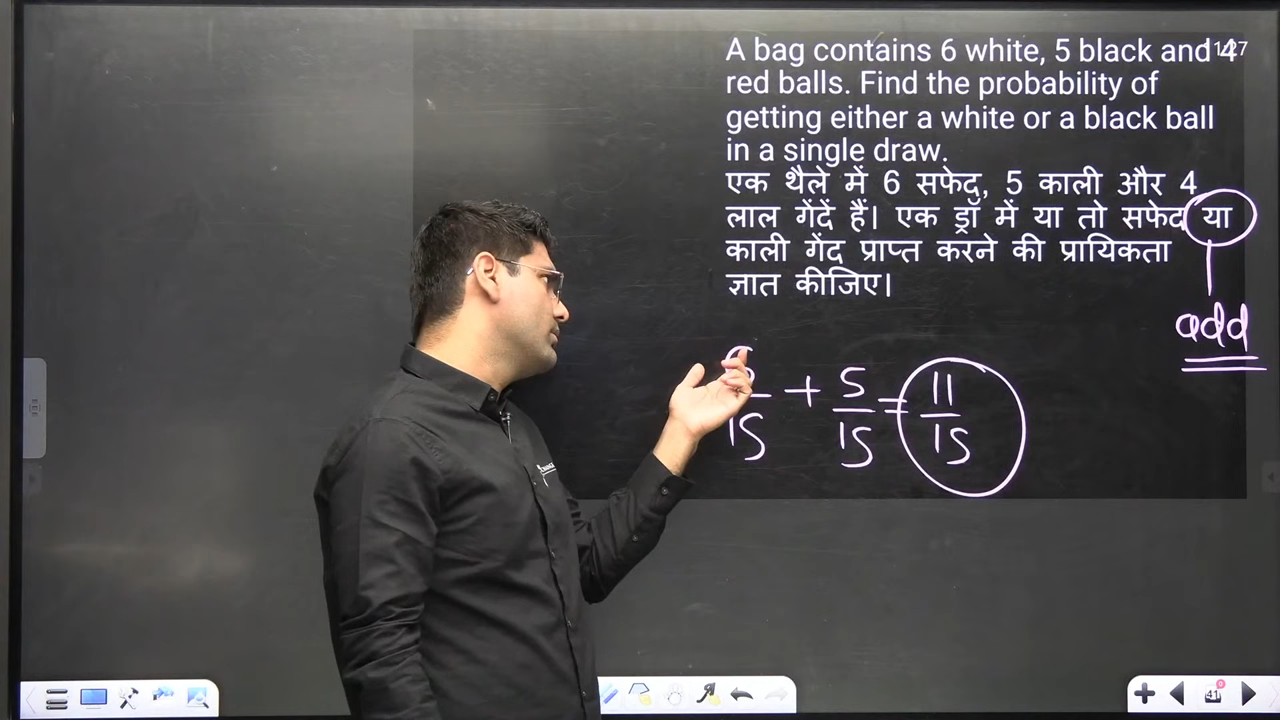 A bag contains 6 white, 5 black and 4
red balls. Find the probability of
getting either a white or a black ball
in a single draw.
एक थैले में 6 सफेद, 5 काली और 4
लाल गेंदें हैं। एक ड्रॉ में या तो सफेद या
काली गेंद प्राप्त करने की प्रायिकता
ज्ञात कीजिए।
add
6/15 + 5/15 = 11/15
41